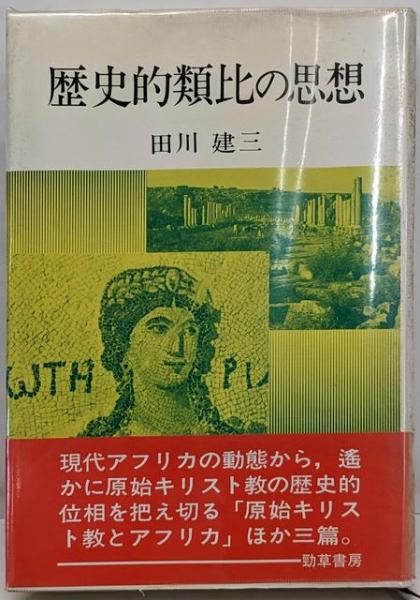 歴史的類比の思想
田川 建三
ωTH PI
現代アフリカの動態から，遙
かに原始キリスト教の歴史的
位相を把え切る「原始キリス
ト教とアフリカ」ほか三篇。
勁草書房